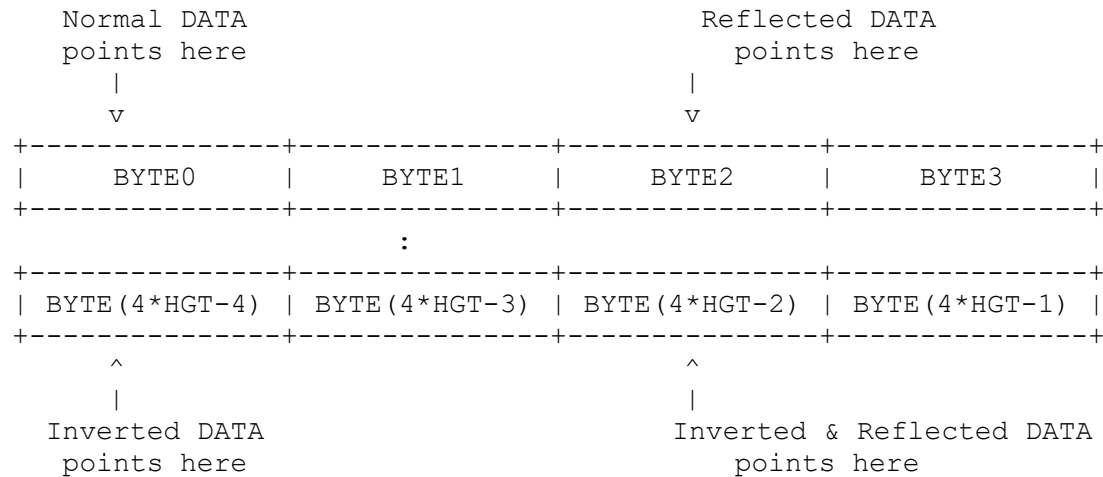 Normal DATA Reflected DATA
points here points here
| |
v v
+---------------+---------------+---------------+---------------+
| BYTE0 | BYTE1 | BYTE2 | BYTE3 |
+---------------+---------------+---------------+---------------+
:
+---------------+---------------+---------------+---------------+
| BYTE(4*HGT-4) | BYTE(4*HGT-3) | BYTE(4*HGT-2) | BYTE(4*HGT-1) |
+---------------+---------------+---------------+---------------+
^ ^
| |
Inverted DATA Inverted & Reflected DATA
points here points here